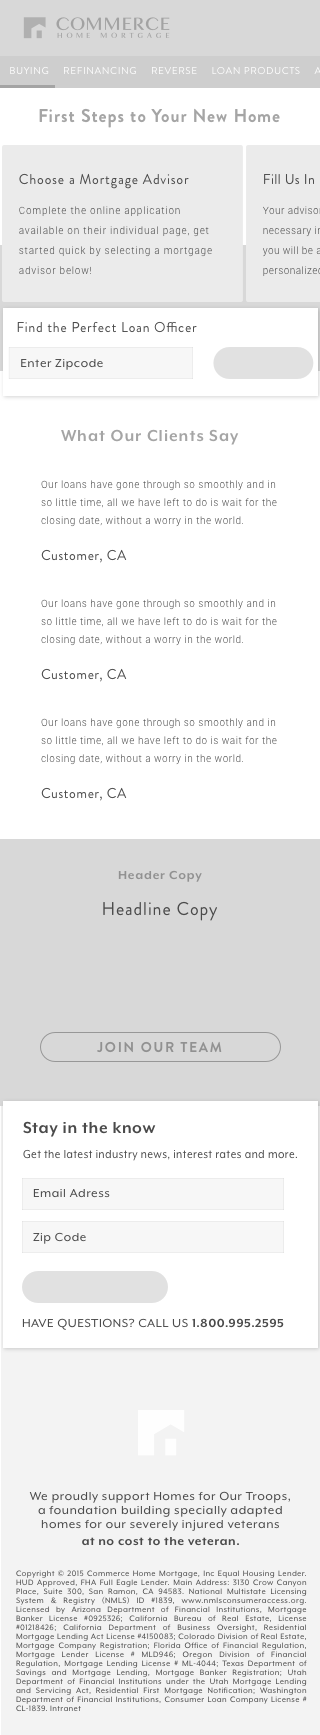 COMMERCE
HOME MORTGAGE
BUYING REFINANCING REVERSE LOAN PRODUCTS A
First Steps to Your New Home
Choose a Mortgage Advisor
Complete the online application
available on their individual page, get
started quick by selecting a mortgage
advisor below!
Fill Us In
Your adviso
necessary in
you will be a
personalized
Find the Perfect Loan Officer
Enter Zipcode
What Our Clients Say
Our loans have gone through so smoothly and in
so little time, all we have left to do is wait for the
closing date, without a worry in the world.
Customer, CA
Our loans have gone through so smoothly and in
so little time, all we have left to do is wait for the
closing date, without a worry in the world.
Customer, CA
Our loans have gone through so smoothly and in
so little time, all we have left to do is wait for the
closing date, without a worry in the world.
Customer, CA
Header Copy
Headline Copy
JOIN OUR TEAM
Stay in the know
Get the latest industry news, interest rates and more.
Email Adress
Zip Code
HAVE QUESTIONS? CALL US 1.800.995.2595
We proudly support Homes for Our Troops,
a foundation building specially adapted
homes for our severely injured veterans
at no cost to the veteran.
Copyright © 2015 Commerce Home Mortgage, Inc Equal Housing Lender.
HUD Approved, FHA Full Eagle Lender. Main Address: 3130 Crow Canyon
Place, Suite 300, San Ramon, CA 94583. National Multistate Licensing
System & Registry (NMLS) ID #1839, www.nmlsconsumeraccess.org.
Licensed by Arizona Department of Financial Institutions, Mortgage
Banker License #0925326; California Bureau of Real Estate, License
#01218426; California Department of Business Oversight, Residential
Mortgage Lending Act License #4150083; Colorado Division of Real Estate,
Mortgage Company Registration; Florida Office of Financial Regulation,
Mortgage Lender License # MLD946; Oregon Division of Financial
Regulation, Mortgage Lending License # ML-4044; Texas Department of
Savings and Mortgage Lending, Mortgage Banker Registration; Utah
Department of Financial Institutions under the Utah Mortgage Lending
and Servicing Act, Residential First Mortgage Notification; Washington
Department of Financial Institutions, Consumer Loan Company License #
CL-1839. Intranet